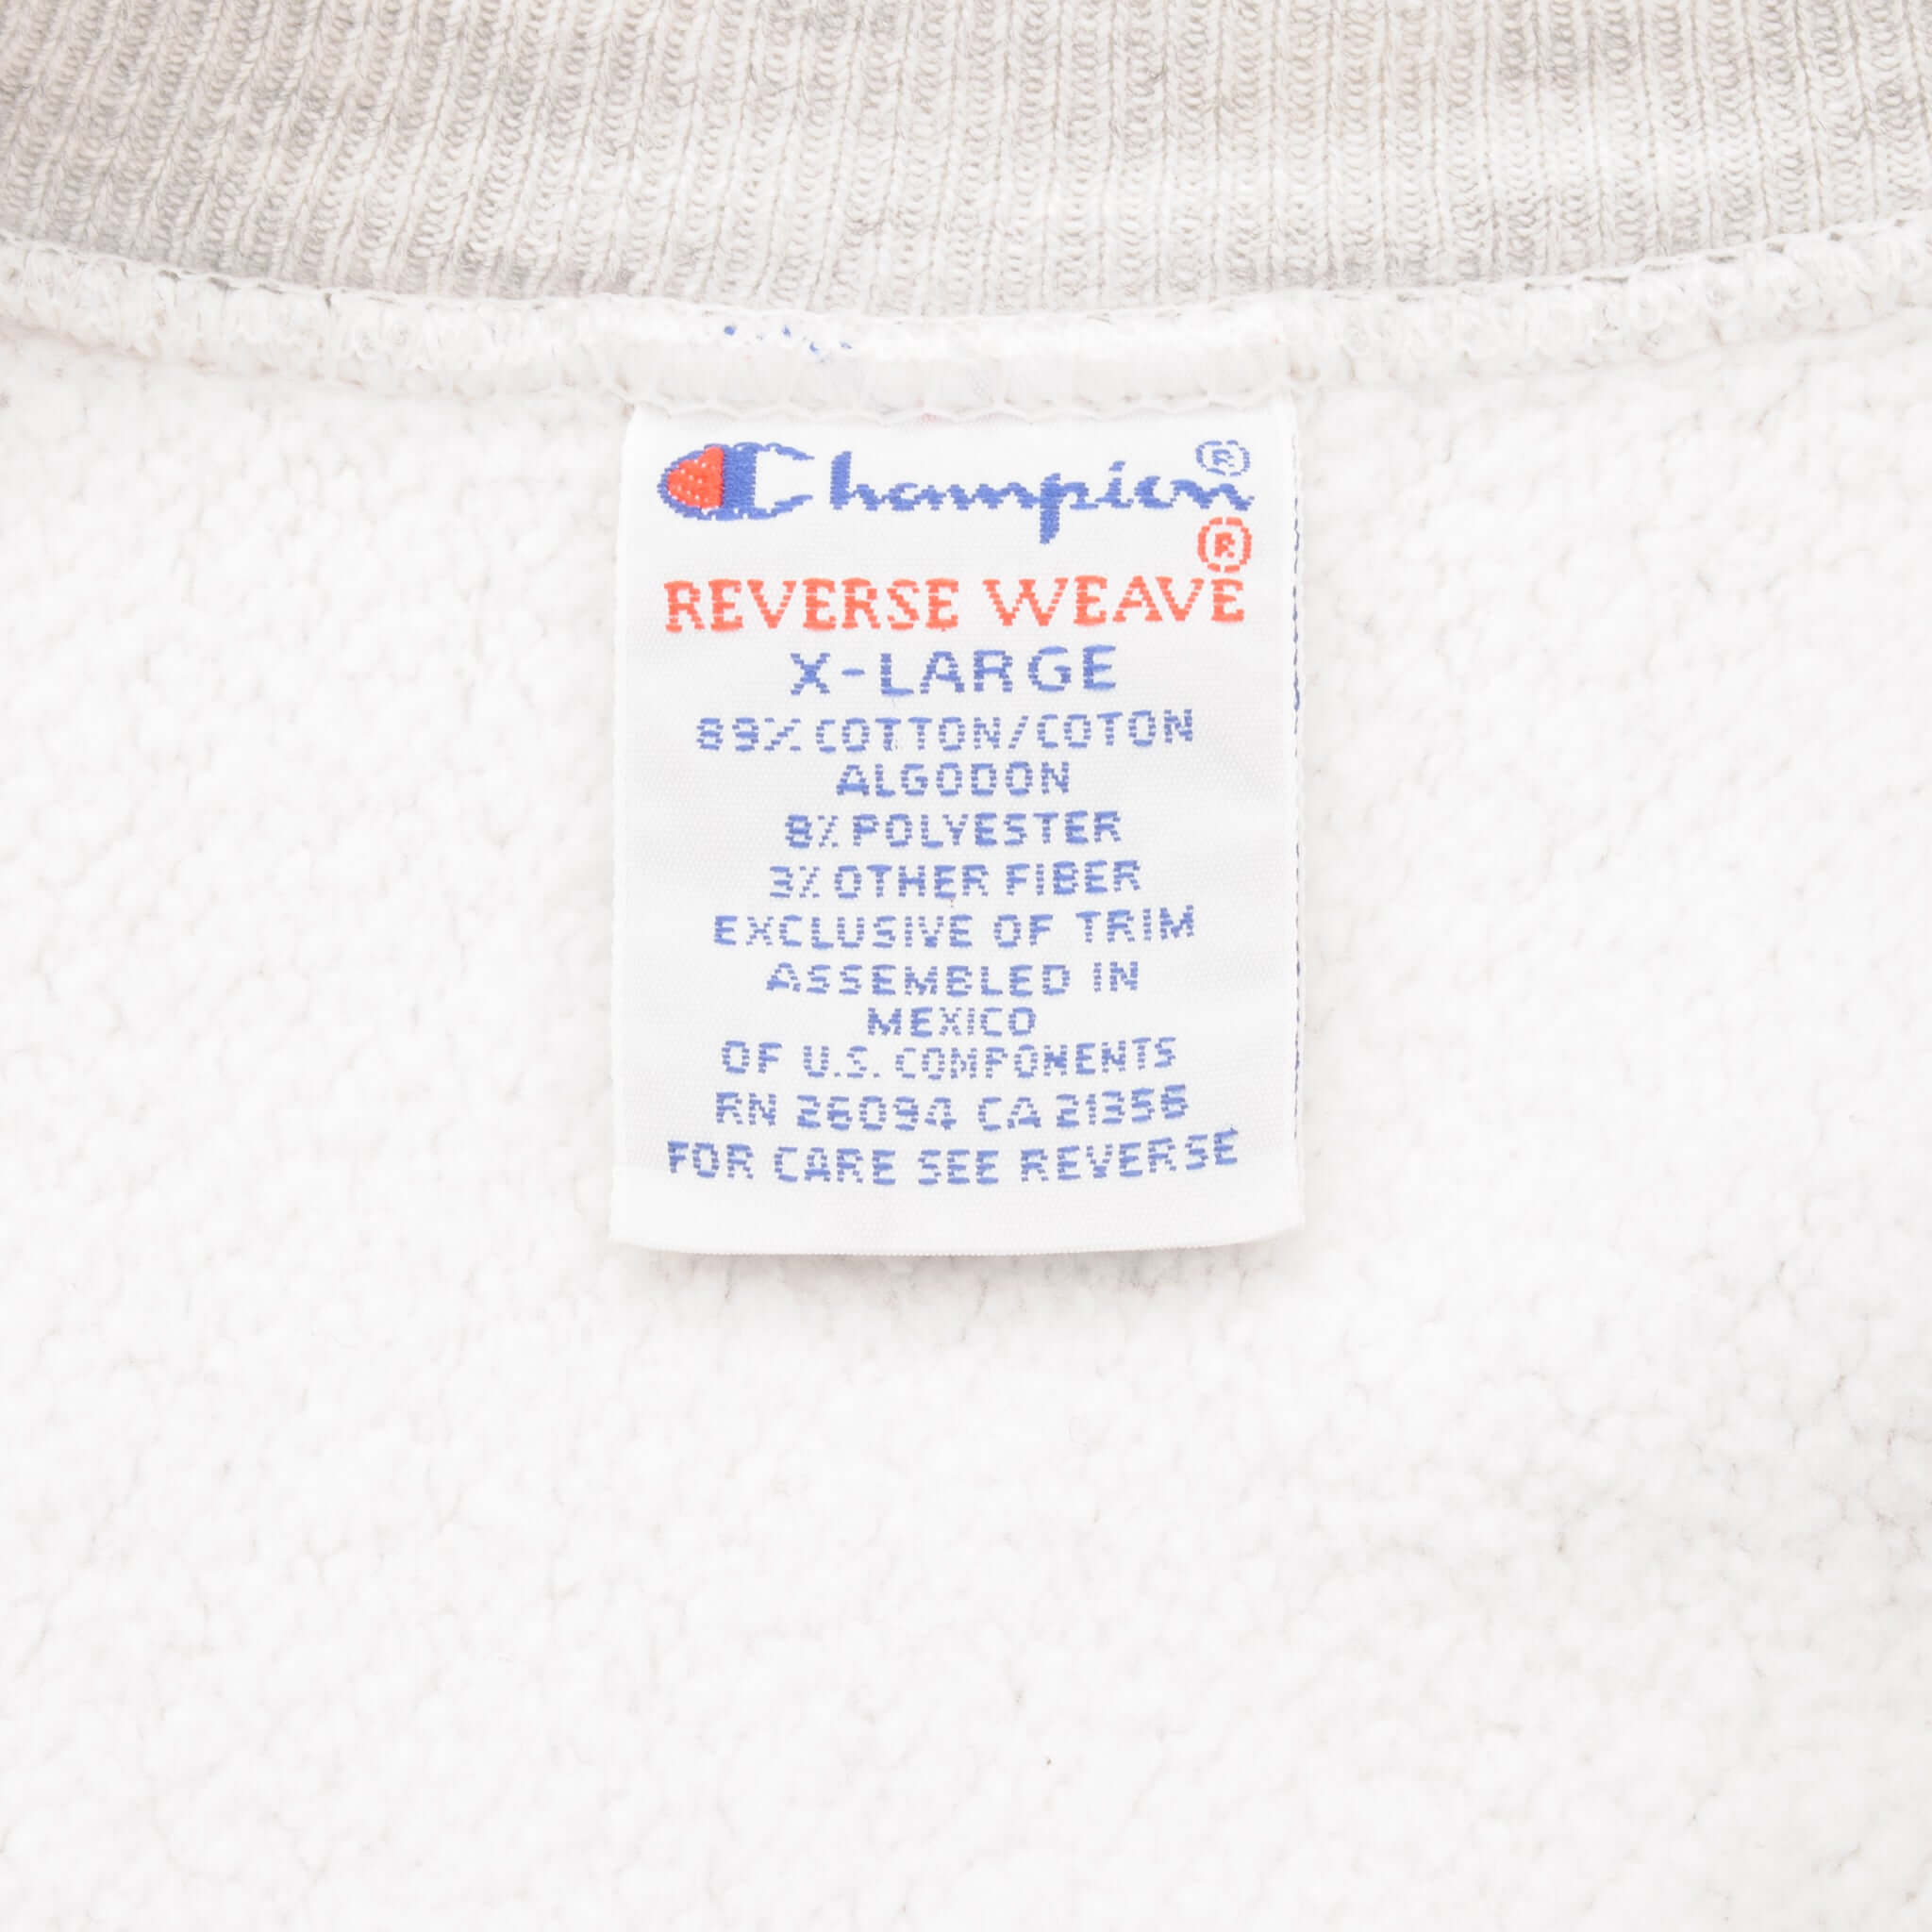 Champion®
REVERSE WEAVE®
X-LARGE
89% COTTON/COTON
ALGODON
8% POLYESTER
3% OTHER FIBER
EXCLUSIVE OF TRIM
ASSEMBLED IN
MEXICO
OF U.S. COMPONENTS
RN 26094 CA 21356
FOR CARE SEE REVERSE